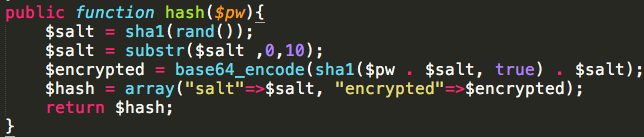 public function hash($pw){
$salt = sha1(rand());
$salt = substr($salt ,0,10);
$encrypted = base64_encode(sha1($pw . $salt, true) . $salt);
$hash = array("salt"=>$salt, "encrypted"=>$encrypted);
return $hash;
}